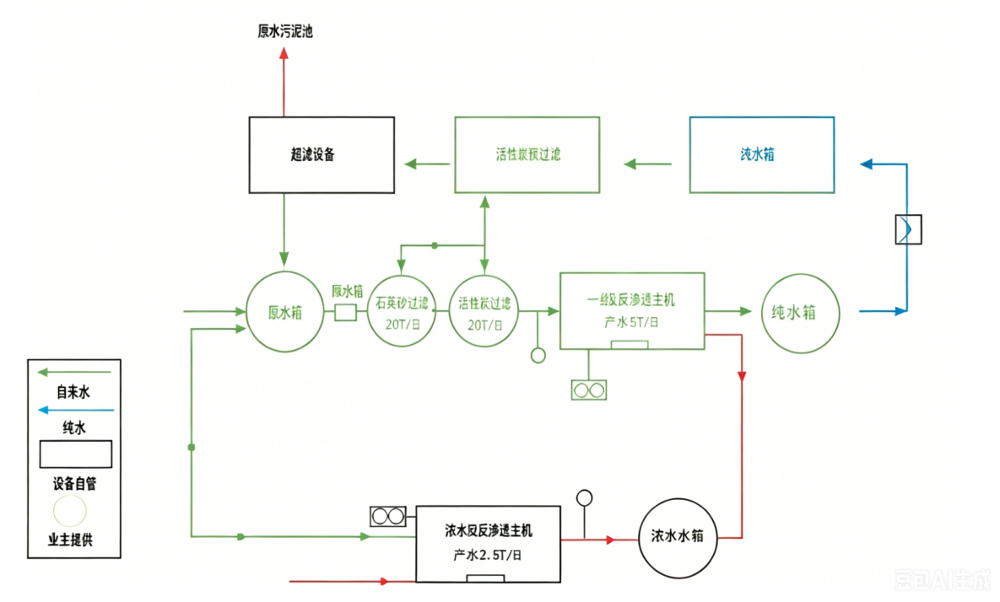 原水污泥池
超滤设备
活性炭预过滤
浓水箱
原水箱
原水箱
石英砂过滤
20T/日
活性炭过滤
20T/日
一级反渗透主机
产水5T/日
纯水箱
自来水
纯水
设备自管
业主提供
浓水反反渗透主机
产水2.5T/日
浓水水箱
豆包AI生成